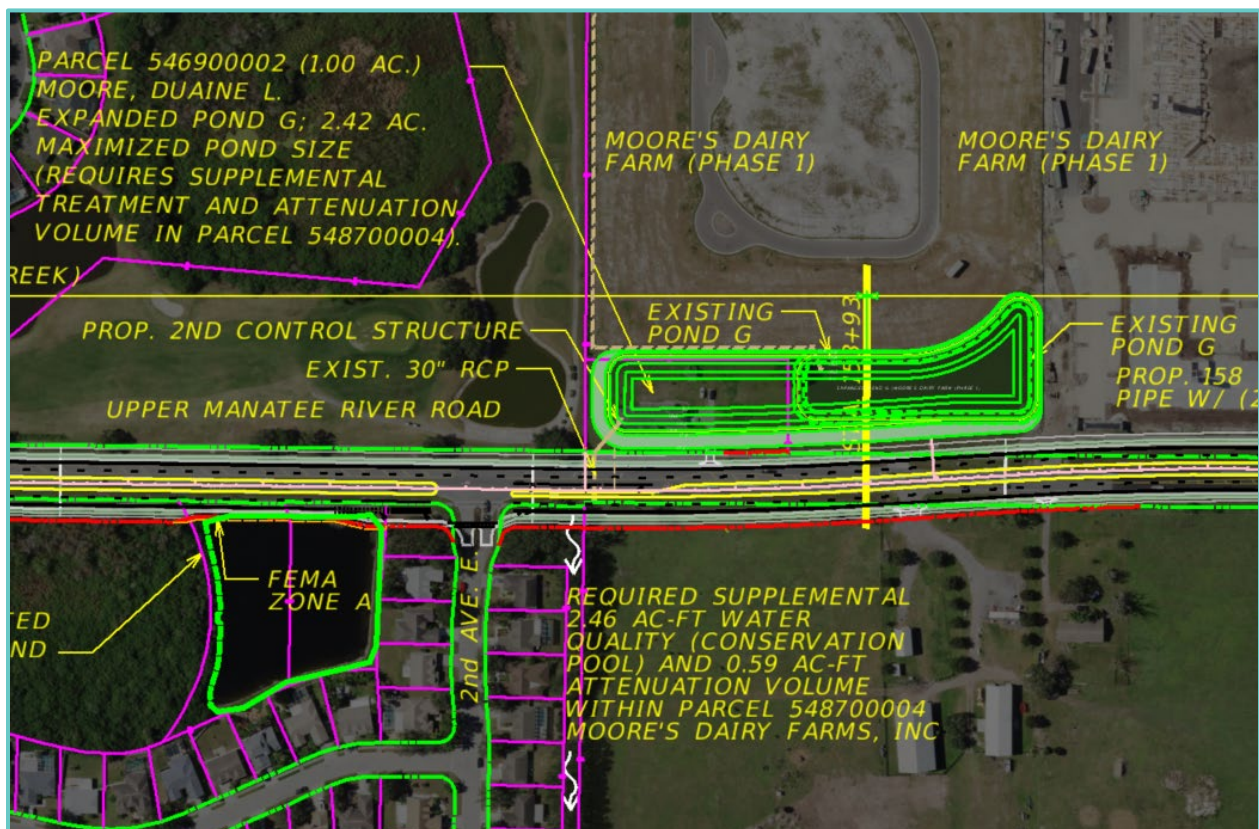 PARCEL 546900002 (1.00 AC.)
MOORE, DUAINE L.
EXPANDED POND G; 2.42 AC.
MAXIMIZED POND SIZE
(REQUIRES SUPPLEMENTAL
TREATMENT AND ATTENUATION
VOLUME IN PARCEL 548700004).
MOORE'S DAIRY
FARM (PHASE 1)
MOORE'S DAIRY
FARM (PHASE 1)
REEK)
PROP. 2ND CONTROL STRUCTURE
EXIST. 30" RCP
UPPER MANATEE RIVER ROAD
EXISTING
POND G
EXISTING
POND G
PROP. 158
PIPE W/ (2
FEMA
ZONE A
TED
ND
2nd AVE. E.
REQUIRED SUPPLEMENTAL
2.46 AC-FT WATER
QUALITY (CONSERVATION
POOL) AND 0.59 AC-FT
ATTENUATION VOLUME
WITHIN PARCEL 548700004
MOORE'S DAIRY FARMS, INC